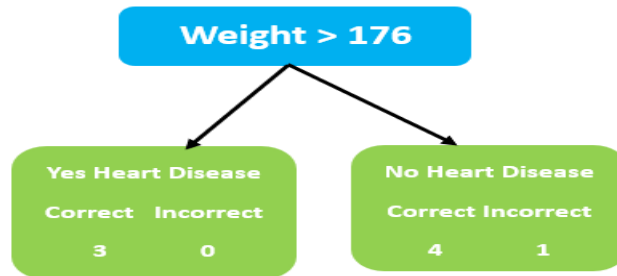 Weight > 176
Yes Heart Disease
Correct Incorrect
3 0
No Heart Disease
Correct Incorrect
4 1